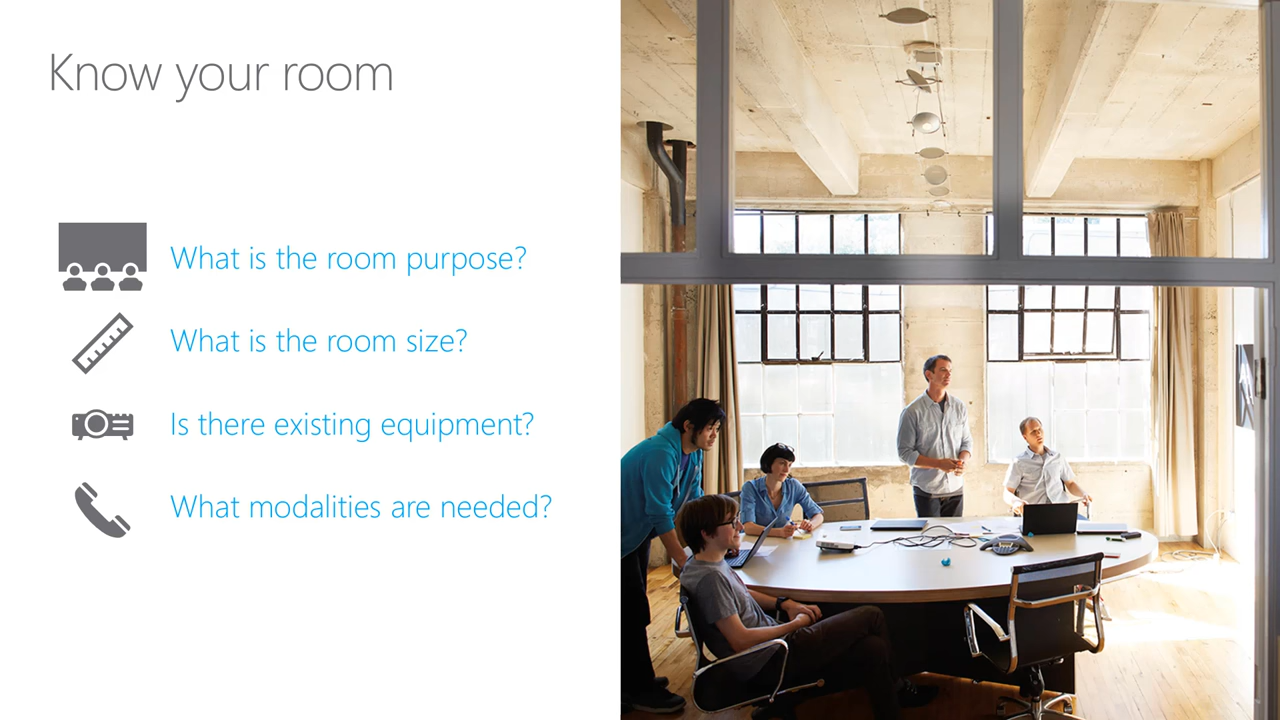 Know your room
What is the room purpose?
What is the room size?
Is there existing equipment?
What modalities are needed?